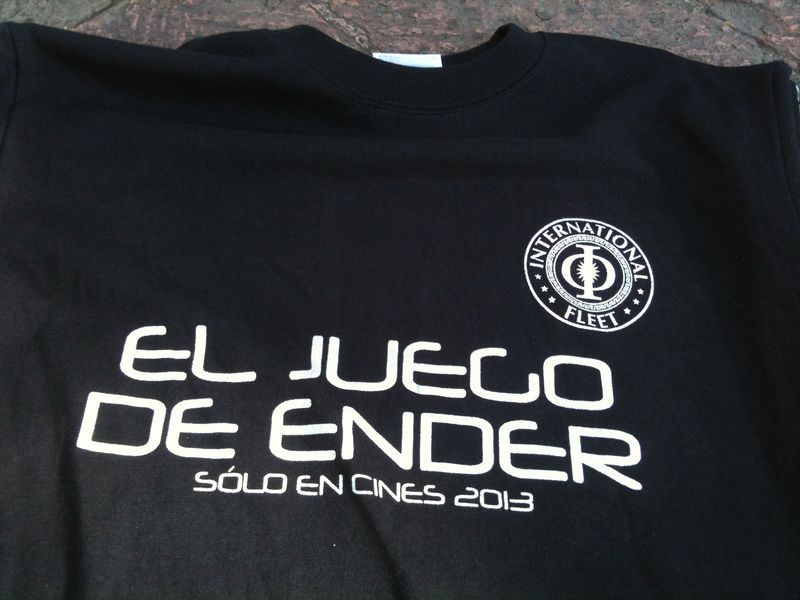 INTERNATIONAL
Φ
FLEET
EL JUEGO
DE ENDER
SÓLO EN CINES 2013